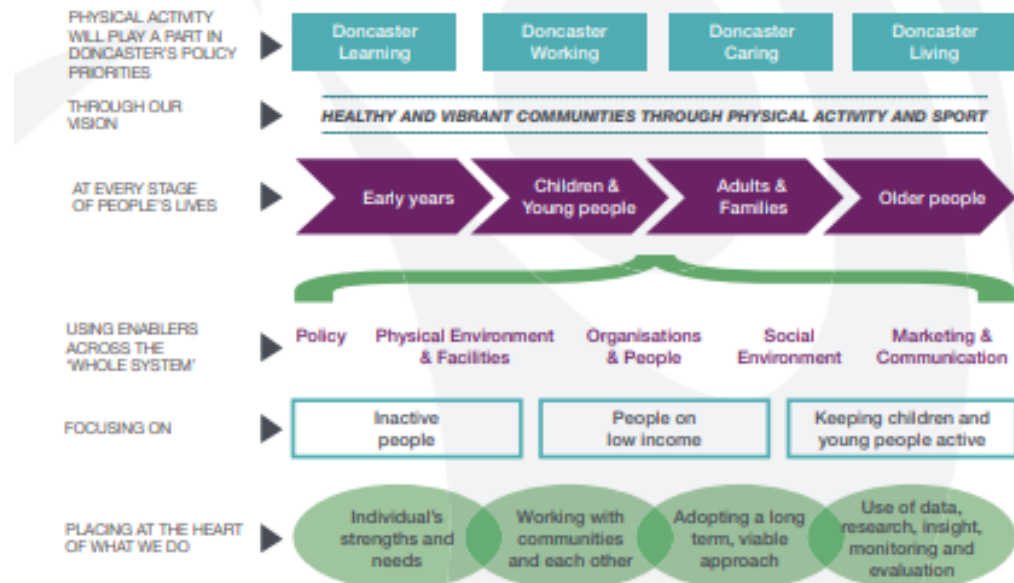 PHYSICAL ACTIVITY
WILL PLAY A PART IN
DONCASTER'S POLICY
PRIORITIES
Doncaster
Learning
Doncaster
Working
Doncaster
Caring
Doncaster
Living
THROUGH OUR
VISION
HEALTHY AND VIBRANT COMMUNITIES THROUGH PHYSICAL ACTIVITY AND SPORT
AT EVERY STAGE
OF PEOPLE'S LIVES
Early years
Children &
Young people
Adults &
Families
Older people
USING ENABLERS
ACROSS THE
'WHOLE SYSTEM'
Policy
Physical Environment
& Facilities
Organisations
& People
Social
Environment
Marketing &
Communication
FOCUSING ON
Inactive
people
People on
low income
Keeping children and
young people active
PLACING AT THE HEART
OF WHAT WE DO
Individual's
strengths and
needs
Working with
communities
and each other
Adopting a long
term, viable
approach
Use of data,
research, insight,
monitoring and
evaluation